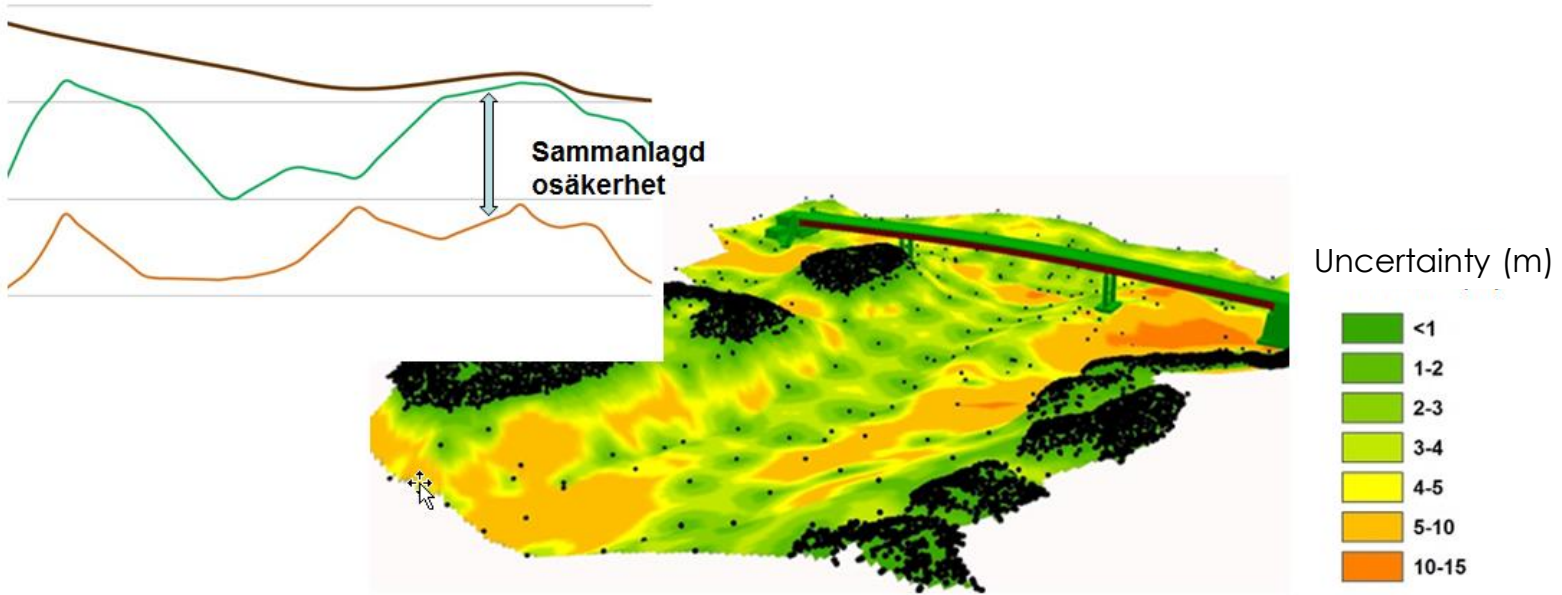 Sammanlagd
osäkerhet
Uncertainty (m)
<1
1-2
2-3
3-4
4-5
5-10
10-15